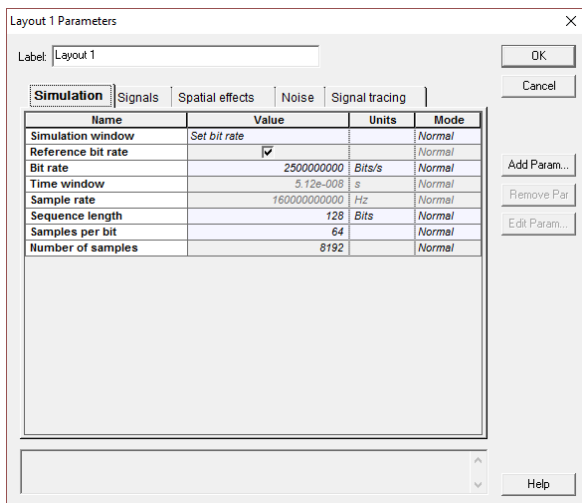 Layout 1 Parameters
Label: Layout 1
OK
Cancel
Simulation Signals Spatial effects Noise Signal tracing
Name Value Units Mode
Simulation window Set bit rate Normal
Reference bit rate Normal
Bit rate 2500000000 Bits/s Normal
Time window 5.12e-008 s Normal
Sample rate 160000000000 Hz Normal
Sequence length 128 Bits Normal
Samples per bit 64 Normal
Number of samples 8192 Normal
Add Param...
Remove Par
Edit Param...
Help